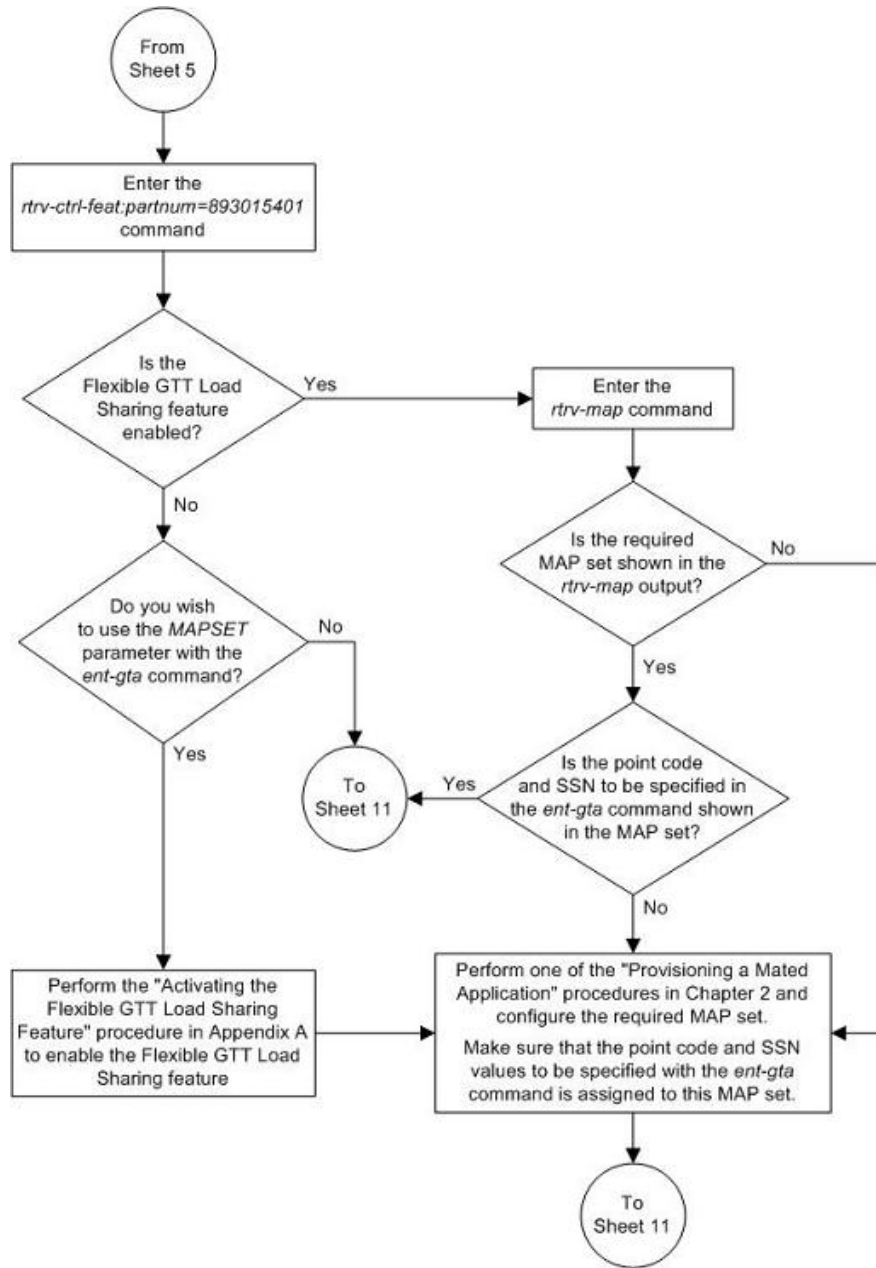 From
Sheet 5
Enter the
rtrv-ctrl-feat:partnum=893015401
command
Is the
Flexible GTT Load
Sharing feature
enabled?
Yes
No
Enter the
rtrv-map command
Is the required
MAP set shown in the
rtrv-map output?
No
Yes
Do you wish
to use the MAPSET
parameter with the
ent-gta command?
No
Yes
To
Sheet 11
Yes
Is the point code
and SSN to be specified in
the ent-gta command shown
in the MAP set?
No
Perform the "Activating the
Flexible GTT Load Sharing
Feature" procedure in Appendix A
to enable the Flexible GTT Load
Sharing feature
Perform one of the "Provisioning a Mated
Application" procedures in Chapter 2 and
configure the required MAP set.
Make sure that the point code and SSN
values to be specified with the ent-gta
command is assigned to this MAP set.
To
Sheet 11